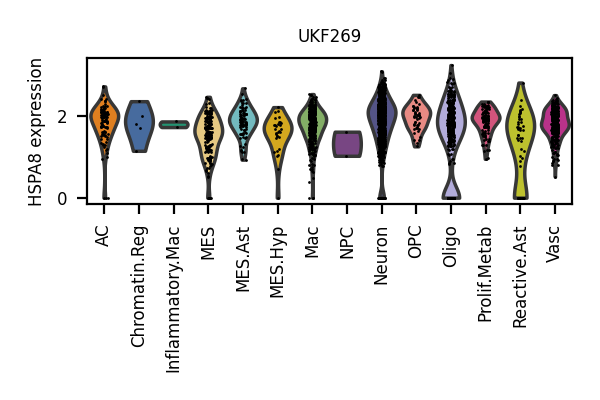 UKF269
HSPA8 expression
2
0
AC
Chromatin.Reg
Inflammatory.Mac
MES
MES.Ast
MES.Hyp
Mac
NPC
Neuron
OPC
Oligo
Prolif.Metab
Reactive.Ast
Vasc